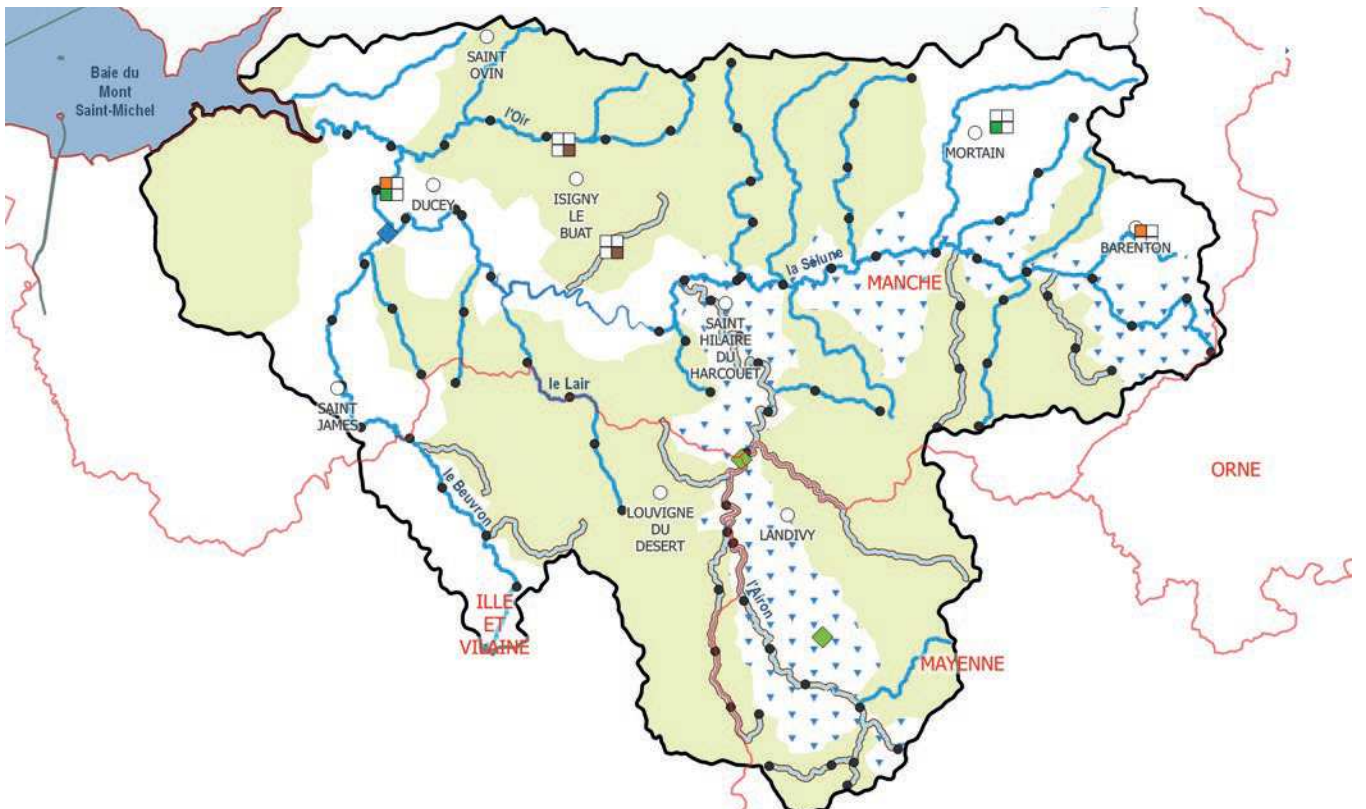 Baie du
Mont
Saint-Michel
SAINT
OVIN
l'Oir
MORTAIN
DUCEY
ISIGNY
LE
BUAT
BARENTON
la Sélune
MANCHE
SAINT
HILAIRE
DU
HARCOUET
le Lair
SAINT
JAMES
le Beuvron
ORNE
LOUVIGNE
DU
DESERT
LANDIVY
l'Airon
ILLE
ET
VILAINE
MAYENNE